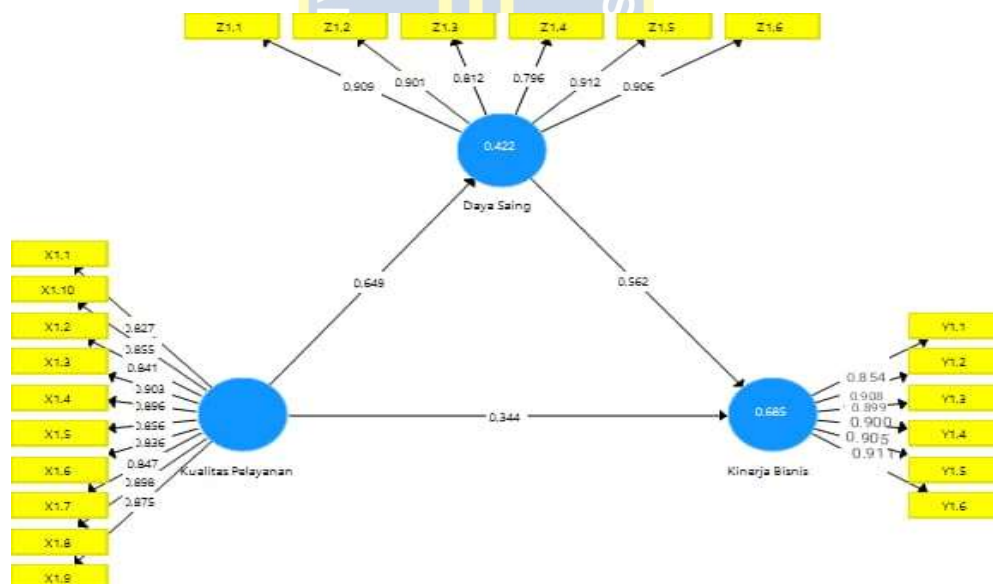 Z1.1 Z1.2 Z1.3 Z1.4 Z1.5 Z1.6
0.909 0.901 0.812 0.796 0.912 0.906
0.422
Daya Saing
0.649
0.562
X1.1
X1.10
X1.2
X1.3
X1.4
X1.5
X1.6
X1.7
X1.8
X1.9
0.827
0.855
0.841
0.903
0.896
0.856
0.836
0.847
0.898
0.875
Kualitas Pelayanan
0.344
0.685
Kinerja Bisnis
0.854
0.908
0.899
0.900
0.905
0.911
Y1.1
Y1.2
Y1.3
Y1.4
Y1.5
Y1.6